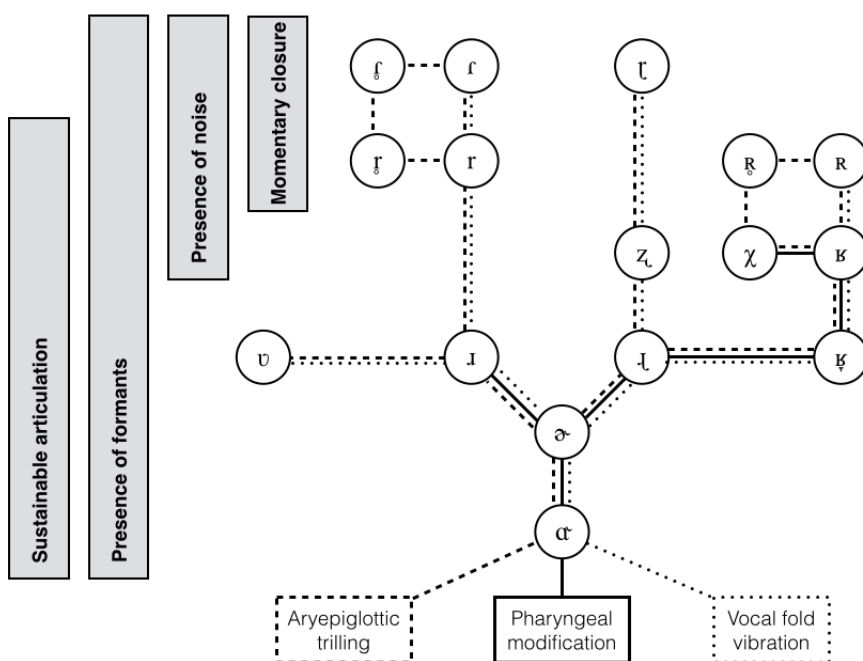 Sustainable articulation
Presence of formants
Presence of noise
Momentary closure
ɾ̥ ɾ ɽ
r̥ r ʀ̥ ʀ
ʐ χ ʁ
ʋ ɹ ɻ ʁ̞
ɚ
ɑ˞
Aryepiglottic
trilling
Pharyngeal
modification
Vocal fold
vibration